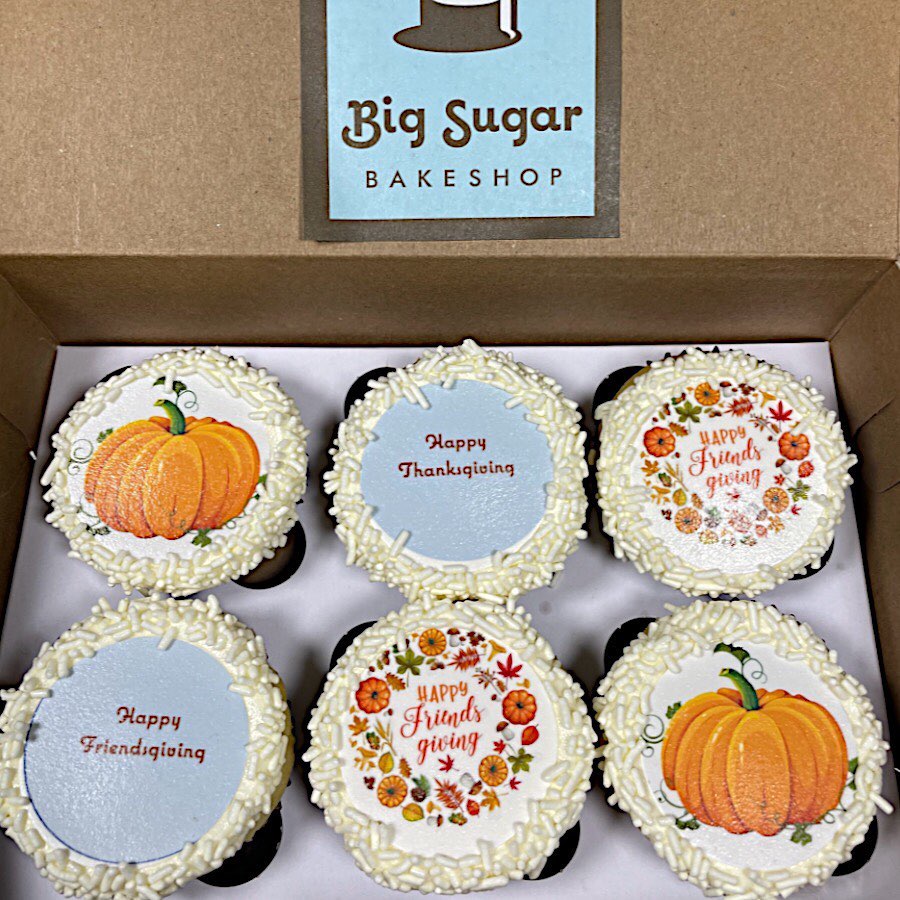 Big Sugar
BAKESHOP
Happy
Thanksgiving
HAPPY
Friends
giving
Happy
Friendsgiving
HAPPY
Friends
giving